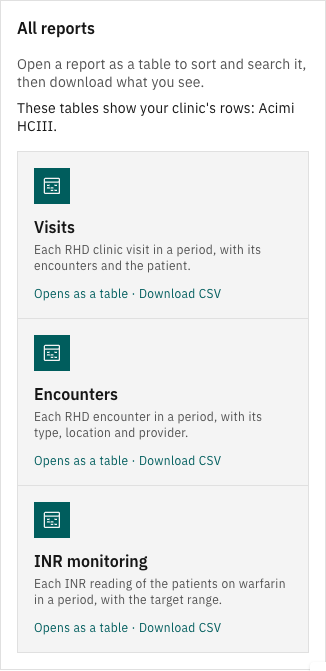 All reports
Open a report as a table to sort and search it,
then download what you see.
These tables show your clinic's rows: Acimi
HCIII.
Visits
Each RHD clinic visit in a period, with its
encounters and the patient.
Opens as a table · Download CSV
Encounters
Each RHD encounter in a period, with its
type, location and provider.
Opens as a table · Download CSV
INR monitoring
Each INR reading of the patients on warfarin
in a period, with the target range.
Opens as a table · Download CSV